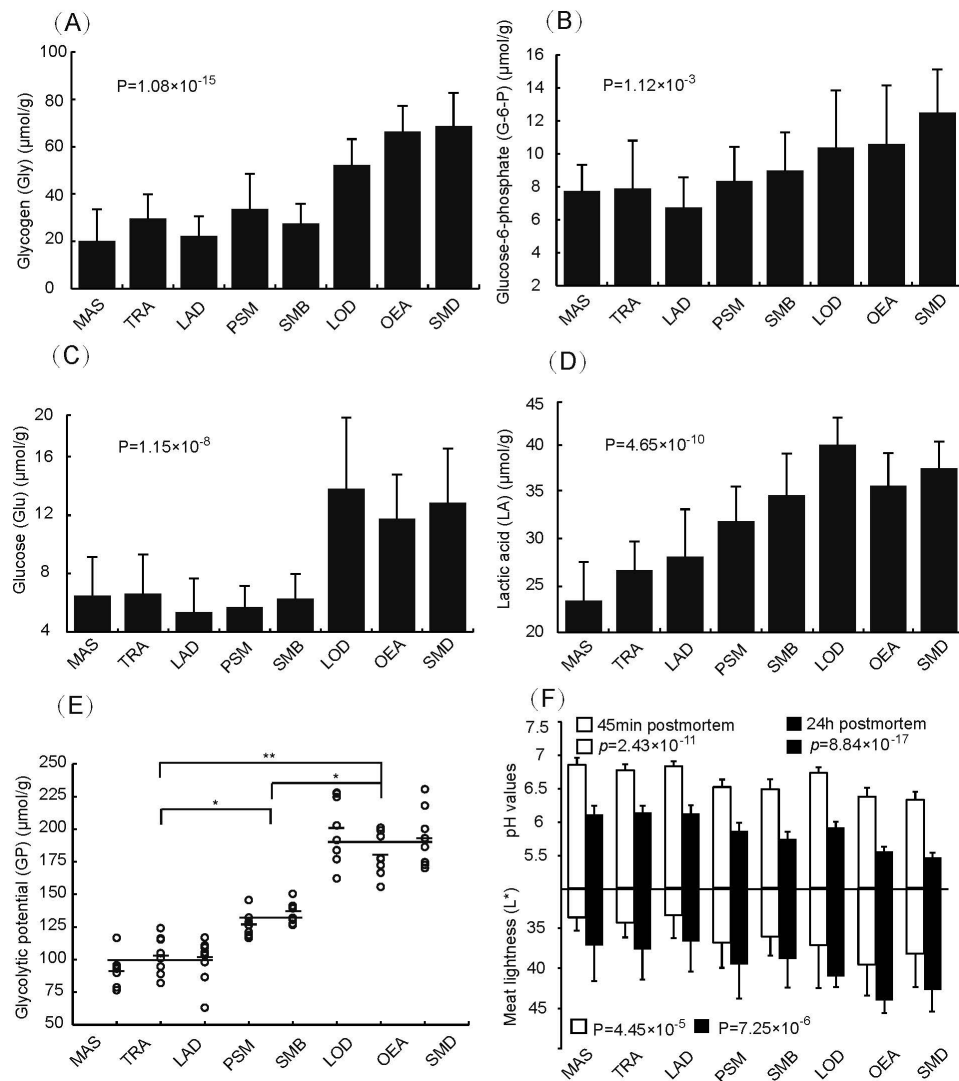 (A)
Glycogen (Gly) (μmol/g)
100
80
60
40
20
0
P=1.08×10⁻¹⁵
MAS TRA LAD PSM SMB LOD OEA SMD
(B)
Glucose-6-phosphate (G-6-P) (μmol/g)
16
14
12
10
8
6
4
2
P=1.12×10⁻³
MAS TRA LAD PSM SMB LOD OEA SMD
(C)
Glucose (Glu) (μmol/g)
20
16
12
8
4
P=1.15×10⁻⁸
MAS TRA LAD PSM SMB LOD OEA SMD
(D)
Lactic acid (LA) (μmol/g)
45
40
35
30
25
20
P=4.65×10⁻¹⁰
MAS TRA LAD PSM SMB LOD OEA SMD
(E)
Glycolytic potential (GP) (μmol/g)
250
225
200
175
150
125
100
75
50
**
*
*
MAS TRA LAD PSM SMB LOD OEA SMD
(F)
45min postmortem 24h postmortem
p=2.43×10⁻¹¹ p=8.84×10⁻¹⁷
pH values
7.5
7
6.5
6
5.5
Meat lightness (L*)
35
40
45
P=4.45×10⁻⁵ P=7.25×10⁻⁶
MAS TRA LAD PSM SMB LOD OEA SMD